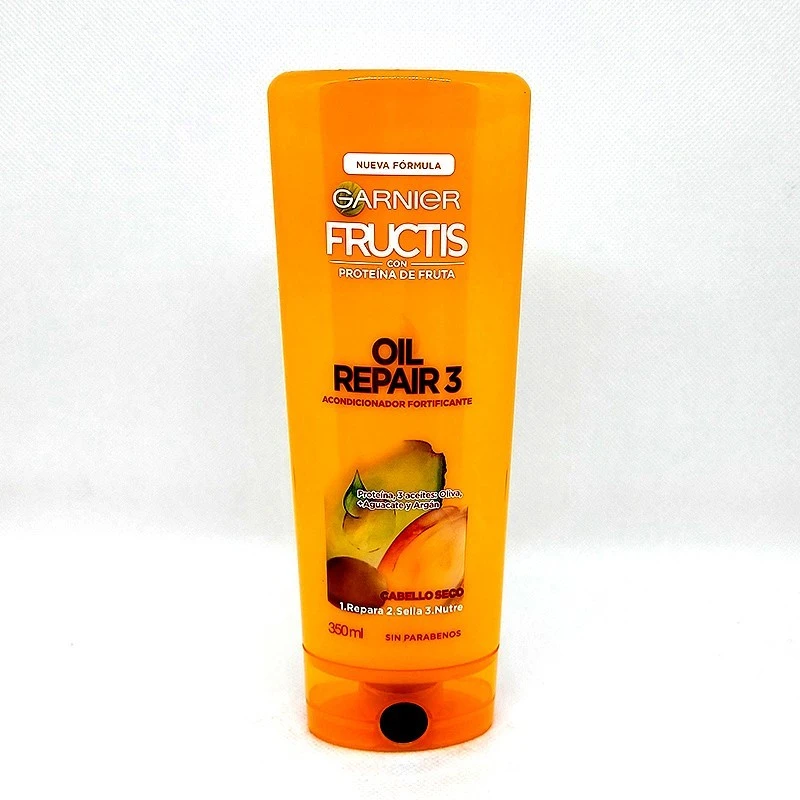 NUEVA FÓRMULA
GARNIER
FRUCTIS
CON
PROTEÍNA DE FRUTA
OIL
REPAIR 3
ACONDICIONADOR FORTIFICANTE
Proteína, 3 aceites: Oliva,
+Aguacate y Argán
CABELLO SECO
1.Repara 2.Sella 3.Nutre
350ml
SIN PARABENOS